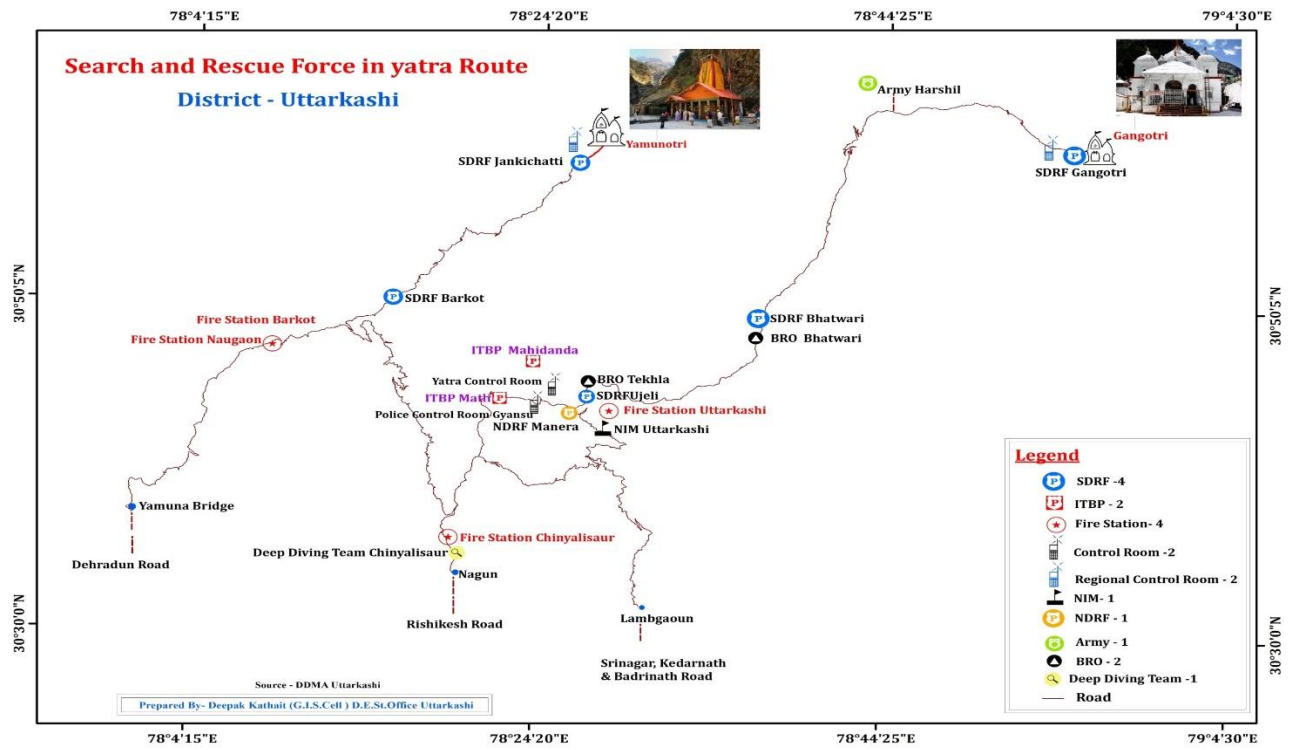 78°4'15"E
78°24'20"E
78°44'25"E
79°4'30"E
Search and Rescue Force in yatra Route
District - Uttarkashi
Yamunotri
Army Harshil
Gangotri
SDRF Jankichatti
SDRF Gangotri
30°50'5"N
30°50'5"N
SDRF Barkot
Fire Station Barkot
Fire Station Naugaon
SDRF Bhatwari
BRO Bhatwari
ITBP Mahidanda
Yatra Control Room
BRO Tekhla
ITBP Math
SDRFUjeli
Police Control Room Gyansu
Fire Station Uttarkashi
NDRF Manera
NIM Uttarkashi
Yamuna Bridge
Fire Station Chinyalisaur
Deep Diving Team Chinyalisaur
Dehradun Road
Nagun
Lambgaoun
Rishikesh Road
30°30'0"N
30°30'0"N
Srinagar, Kedarnath
& Badrinath Road
Legend
P SDRF -4
P ITBP - 2
Fire Station- 4
Control Room -2
Regional Control Room - 2
NIM- 1
P NDRF - 1
Army - 1
BRO - 2
Deep Diving Team -1
Road
Source - DDMA Uttarkashi
Prepared By- Deepak Kathait (G.I.S.Cell ) D.E.St.Office Uttarkashi
78°4'15"E
78°24'20"E
78°44'25"E
79°4'30"E